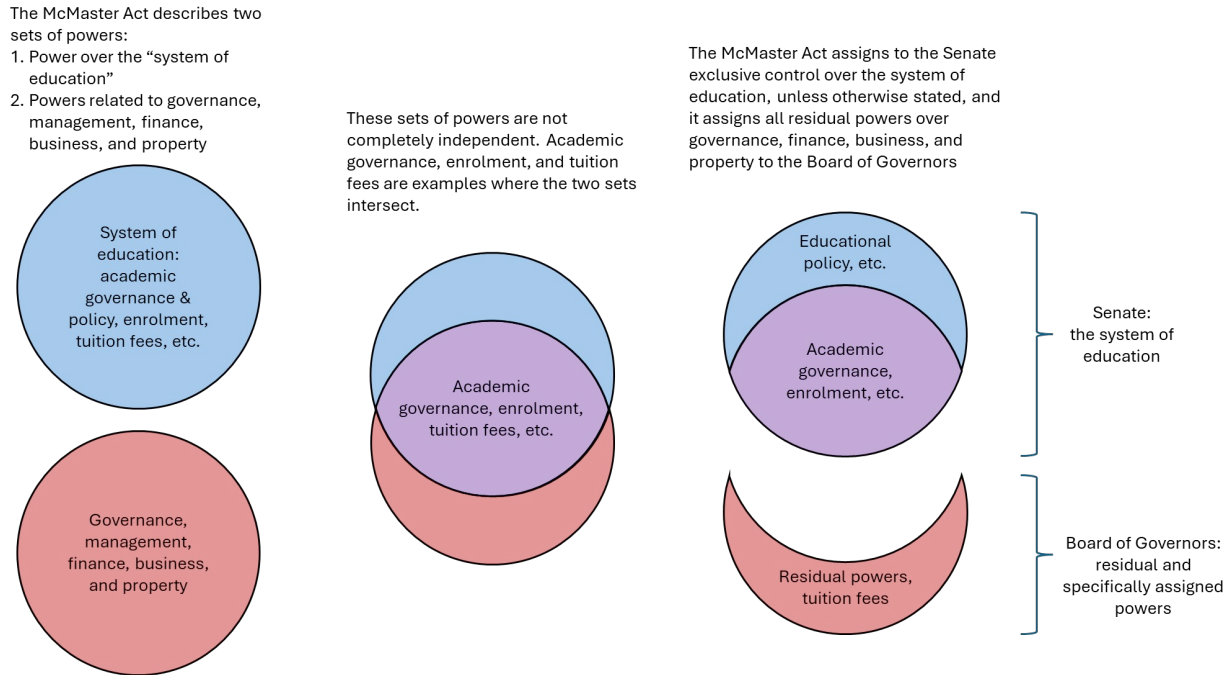 The McMaster Act describes two
sets of powers:
1. Power over the “system of
education”
2. Powers related to governance,
management, finance,
business, and property
System of
education:
academic
governance &
policy, enrolment,
tuition fees, etc.
Governance,
management,
finance, business,
and property
These sets of powers are not
completely independent. Academic
governance, enrolment, and tuition
fees are examples where the two sets
intersect.
Academic
governance, enrolment,
tuition fees, etc.
The McMaster Act assigns to the Senate
exclusive control over the system of
education, unless otherwise stated, and
it assigns all residual powers over
governance, finance, business, and
property to the Board of Governors
Educational
policy, etc.
Academic
governance,
enrolment, etc.
Senate:
the system of
education
Residual powers,
tuition fees
Board of Governors:
residual and
specifically assigned
powers